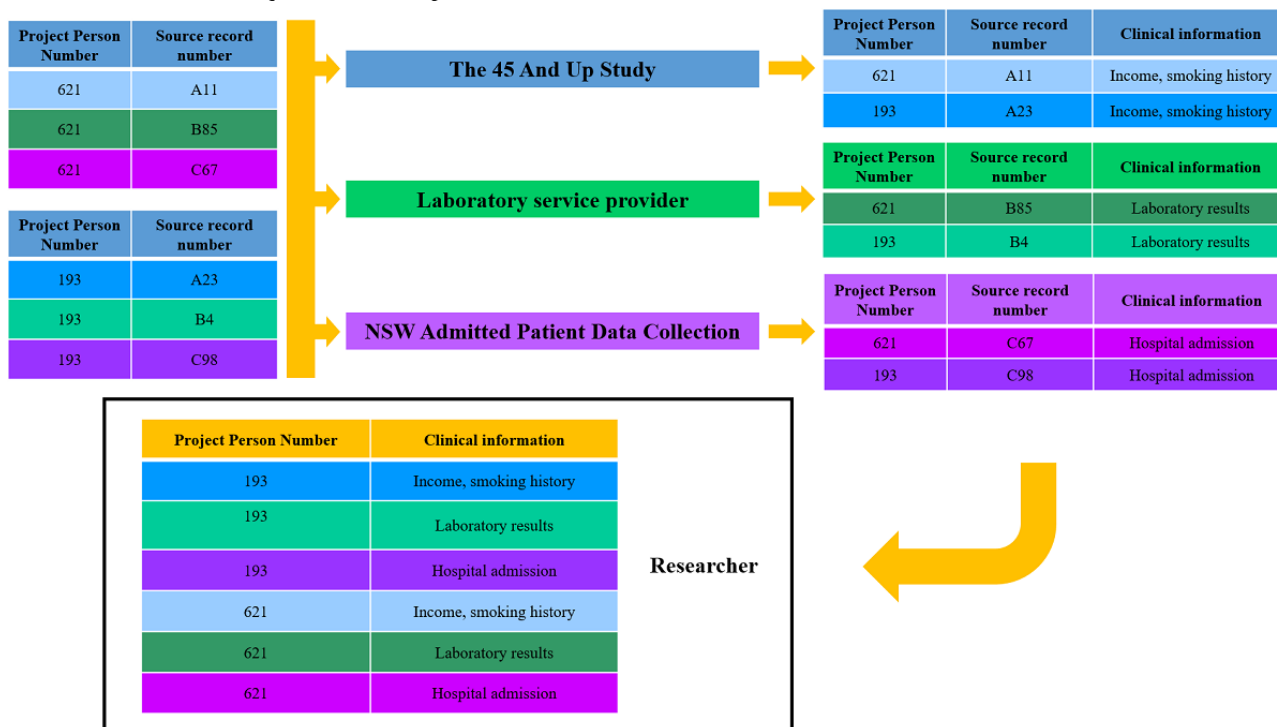 Project Person Number Source record number
621 A11
621 B85
621 C67
Project Person Number Source record number
193 A23
193 B4
193 C98
The 45 And Up Study
Laboratory service provider
NSW Admitted Patient Data Collection
Project Person Number Source record number Clinical information
621 A11 Income, smoking history
193 A23 Income, smoking history
Project Person Number Source record number Clinical information
621 B85 Laboratory results
193 B4 Laboratory results
Project Person Number Source record number Clinical information
621 C67 Hospital admission
193 C98 Hospital admission
Project Person Number Clinical information
193 Income, smoking history
193 Laboratory results
193 Hospital admission
621 Income, smoking history
621 Laboratory results
621 Hospital admission
Researcher